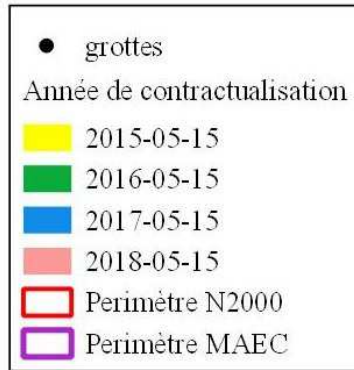 grottes
Année de contractualisation
2015-05-15
2016-05-15
2017-05-15
2018-05-15
Perimètre N2000
Perimètre MAEC